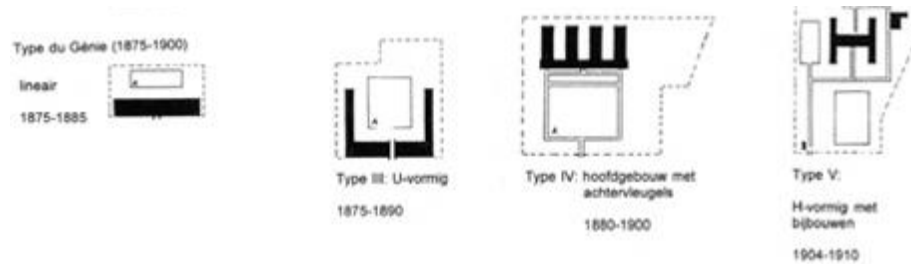 Type du Génie (1875-1900)
lineair
1875-1885
A
A
Type III: U-vormig
1875-1890
A
Type IV: hoofdgebouw met
achtervleugels
1880-1900
Type V:
H-vormig met
bijbouwen
1904-1910